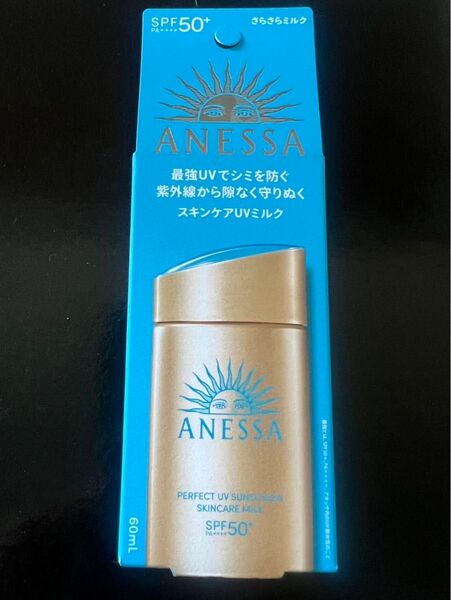 SPF50+
PA++++
さらさらミルク
ANESSA
最強UVでシミを防ぐ
紫外線から隙なく守りぬく
スキンケアUVミルク
ANESSA
PERFECT UV SUNSCREEN
SKINCARE MILK
SPF50+
PA++++
60mL